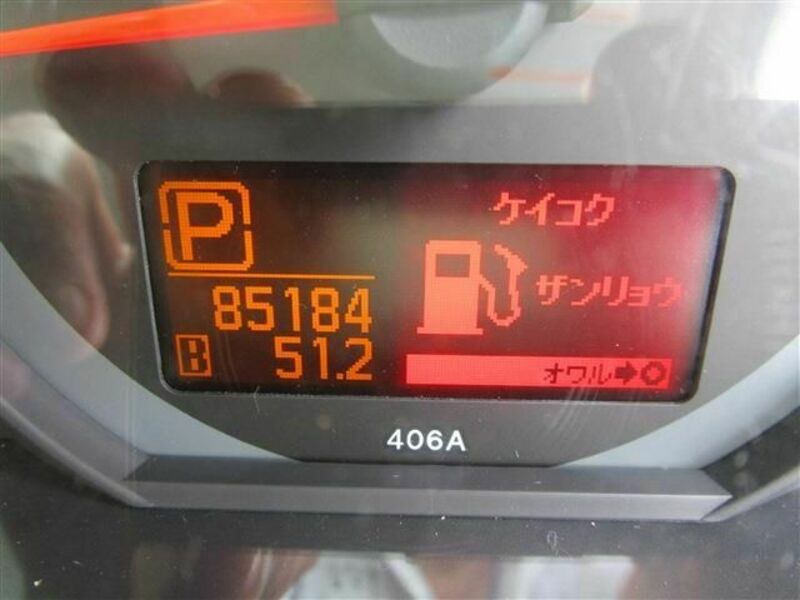 P
85184
B 51.2
ケイコク
ザンリョウ
オワル➡○
406A